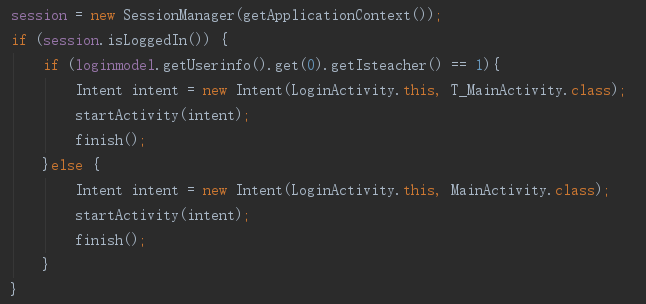 session = new SessionManager(getApplicationContext());
if (session.isLoggedIn()) {
if (loginmodel.getUserinfo().get(0).getIsteacher() == 1){
Intent intent = new Intent(LoginActivity.this, T_MainActivity.class);
startActivity(intent);
finish();
}else {
Intent intent = new Intent(LoginActivity.this, MainActivity.class);
startActivity(intent);
finish();
}
}